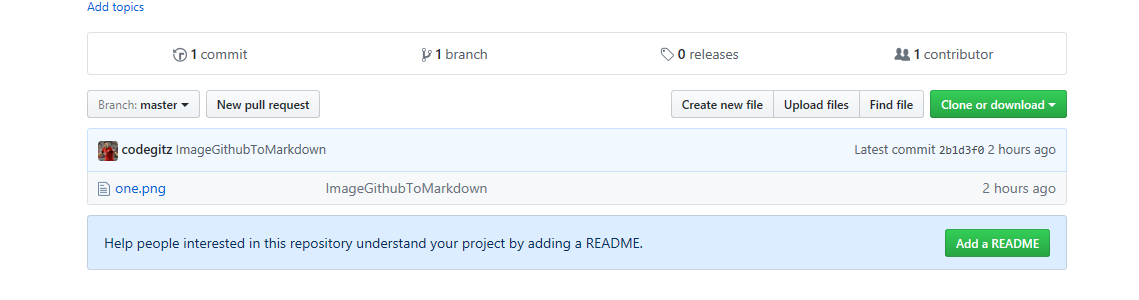 Add topics
1 commit 1 branch 0 releases 1 contributor
Branch: master New pull request Create new file Upload files Find file Clone or download
codegitz ImageGithubToMarkdown Latest commit 2b1d3f0 2 hours ago
one.png ImageGithubToMarkdown 2 hours ago
Help people interested in this repository understand your project by adding a README. Add a README